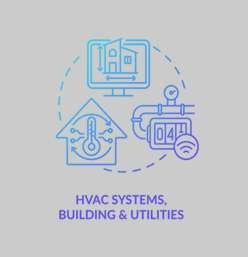 04
HVAC SYSTEMS,
BUILDING & UTILITIES